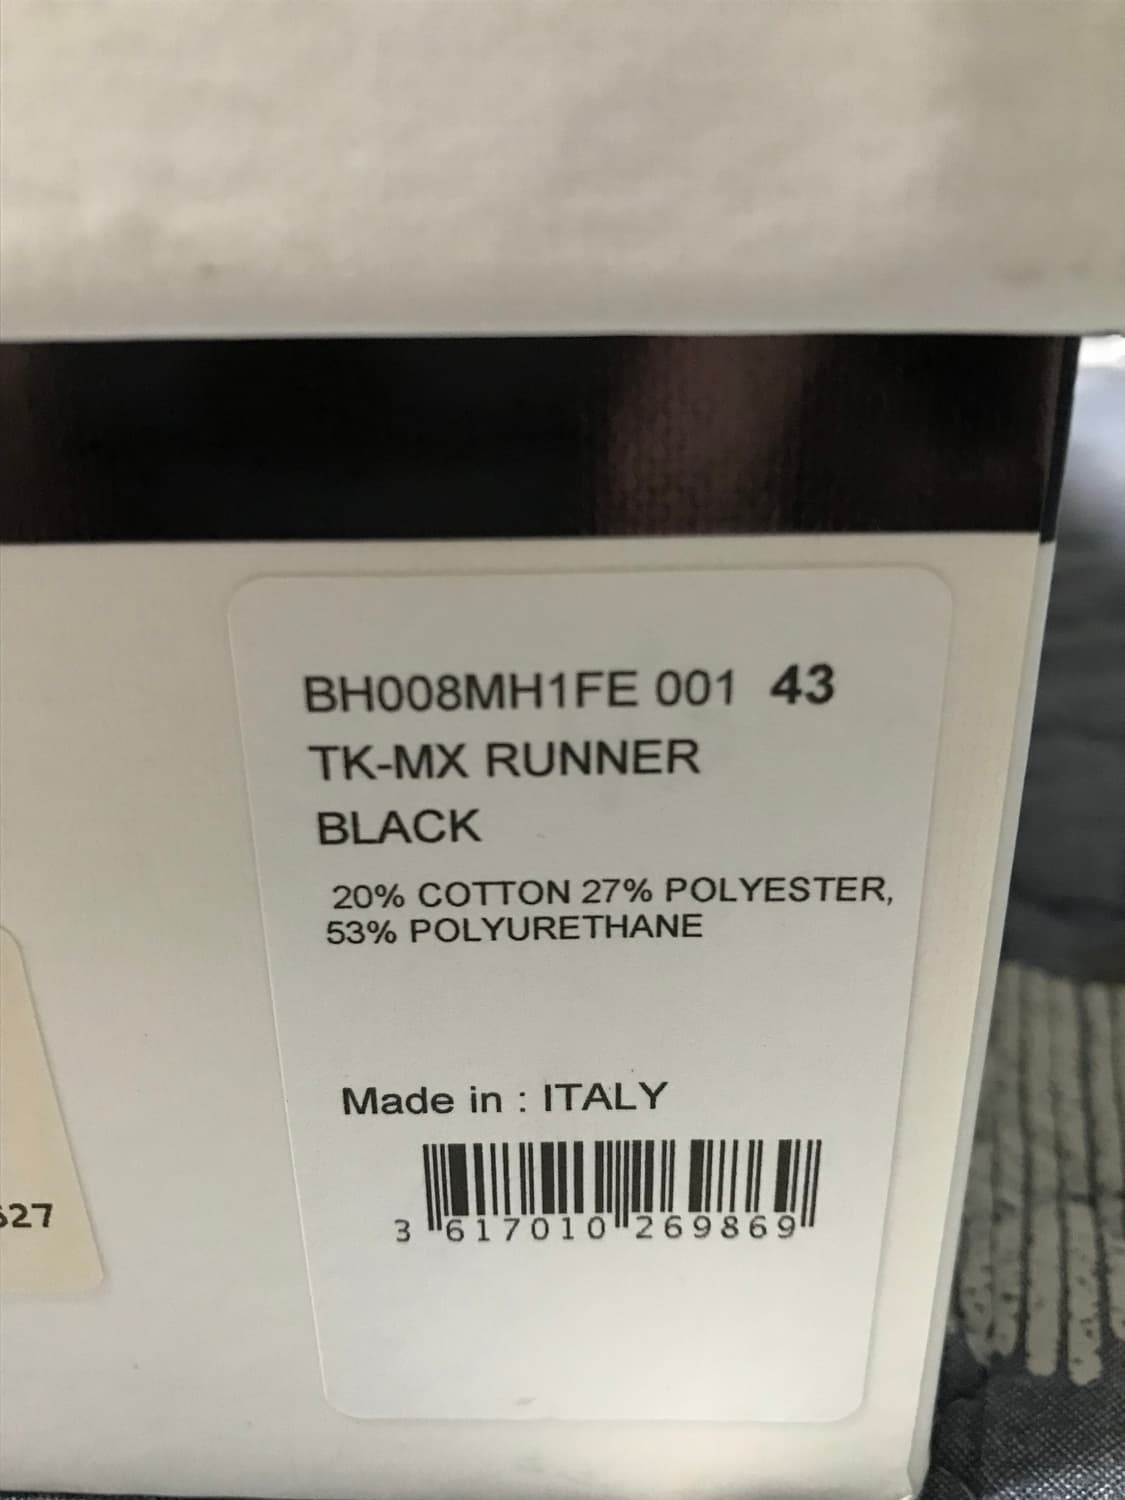 BH008MH1FE 001 43
TK-MX RUNNER
BLACK
20% COTTON 27% POLYESTER,
53% POLYURETHANE
Made in : ITALY
3 617010 269869
27